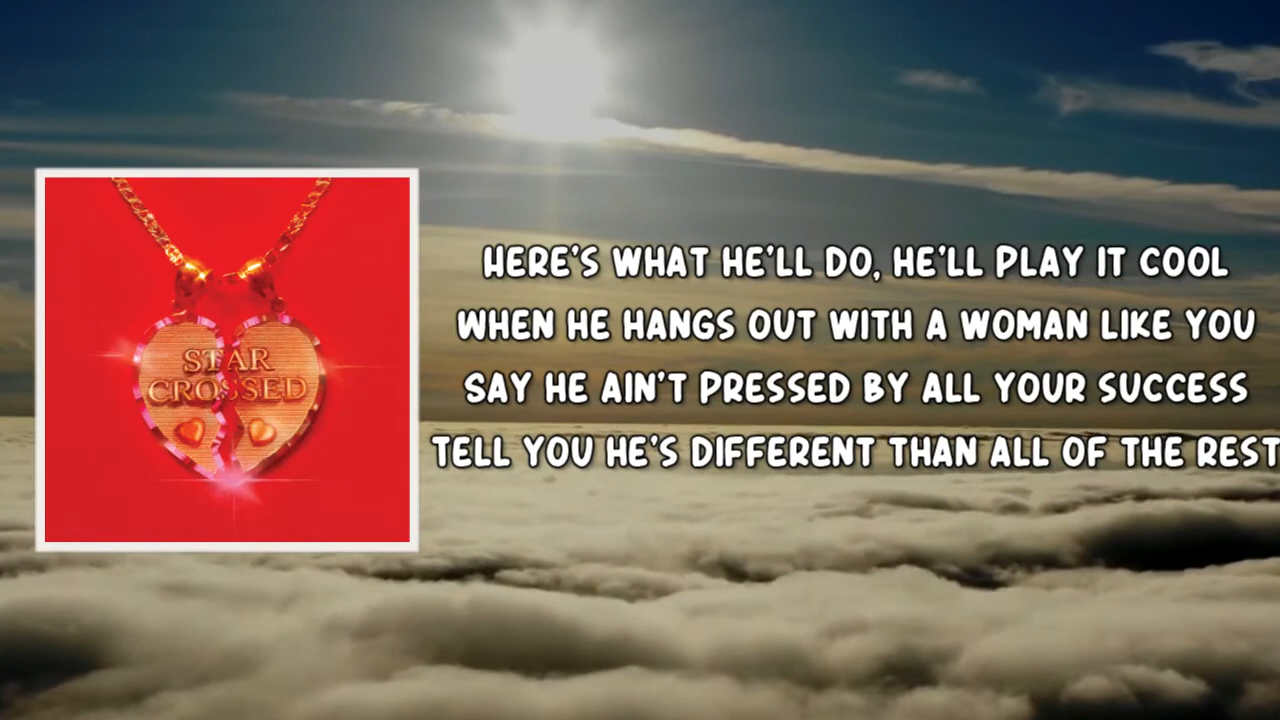 STAR
CROSSED
HERE'S WHAT HE'LL DO, HE'LL PLAY IT COOL
WHEN HE HANGS OUT WITH A WOMAN LIKE YOU
SAY HE AIN'T PRESSED BY ALL YOUR SUCCESS
TELL YOU HE'S DIFFERENT THAN ALL OF THE REST